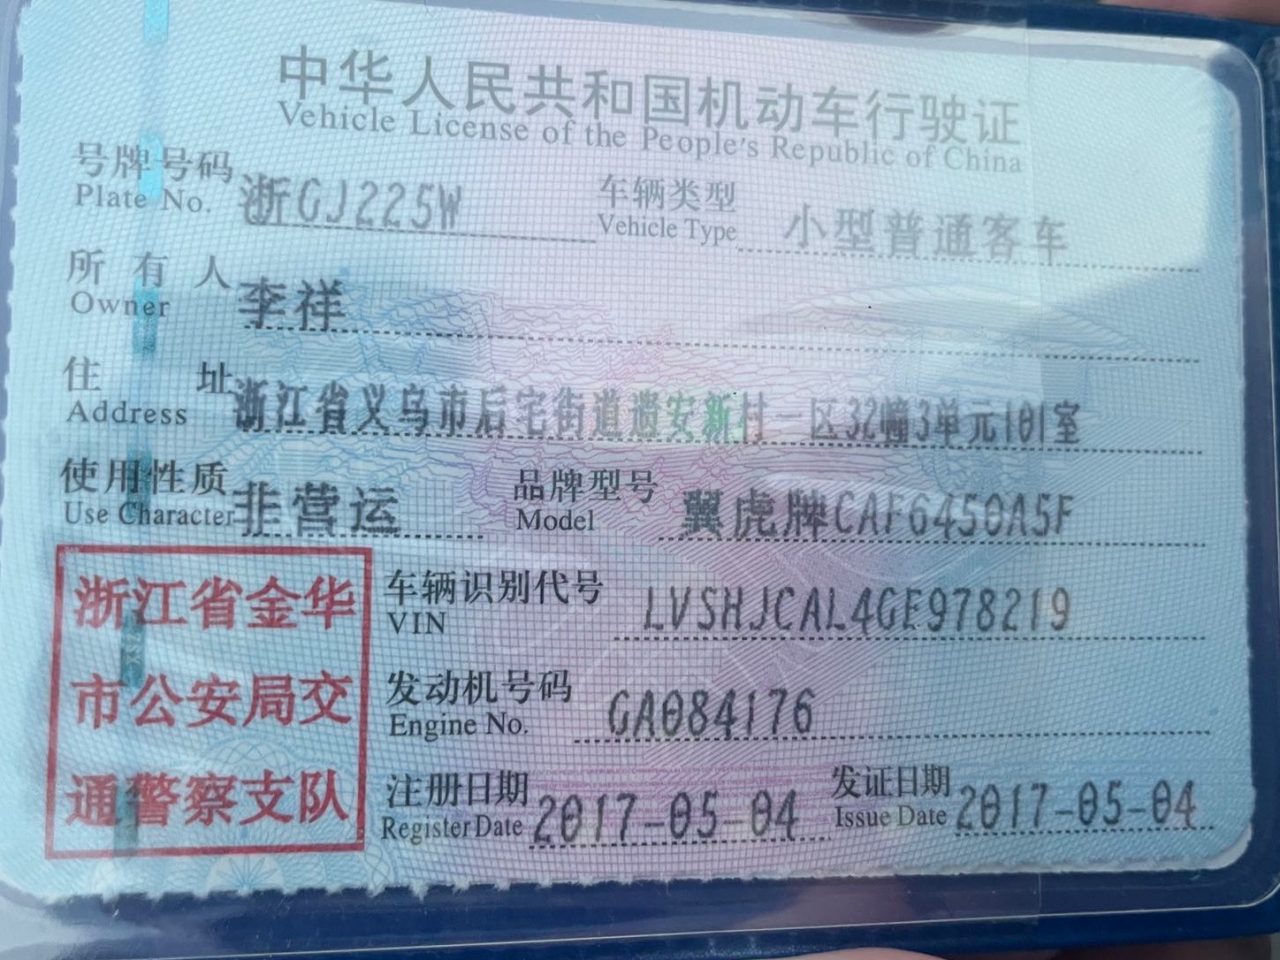 中华人民共和国机动车行驶证
Vehicle License of the People's Republic of China
号牌号码 浙GJ225W 车辆类型 小型普通客车
Plate No. Vehicle Type
所有人 李祥
Owner
住址 浙江省义乌市后宅街道遗安新村一区32幢3单元101室
Address
使用性质 非营运 品牌型号 翼虎牌CAF6450A5F
Use Character Model
浙江省金华
市公安局交
通警察支队
车辆识别代号 LVSHJCAL4GE978219
VIN
发动机号码 GA084176
Engine No.
注册日期 2017-05-04 发证日期 2017-05-04
Register Date Issue Date